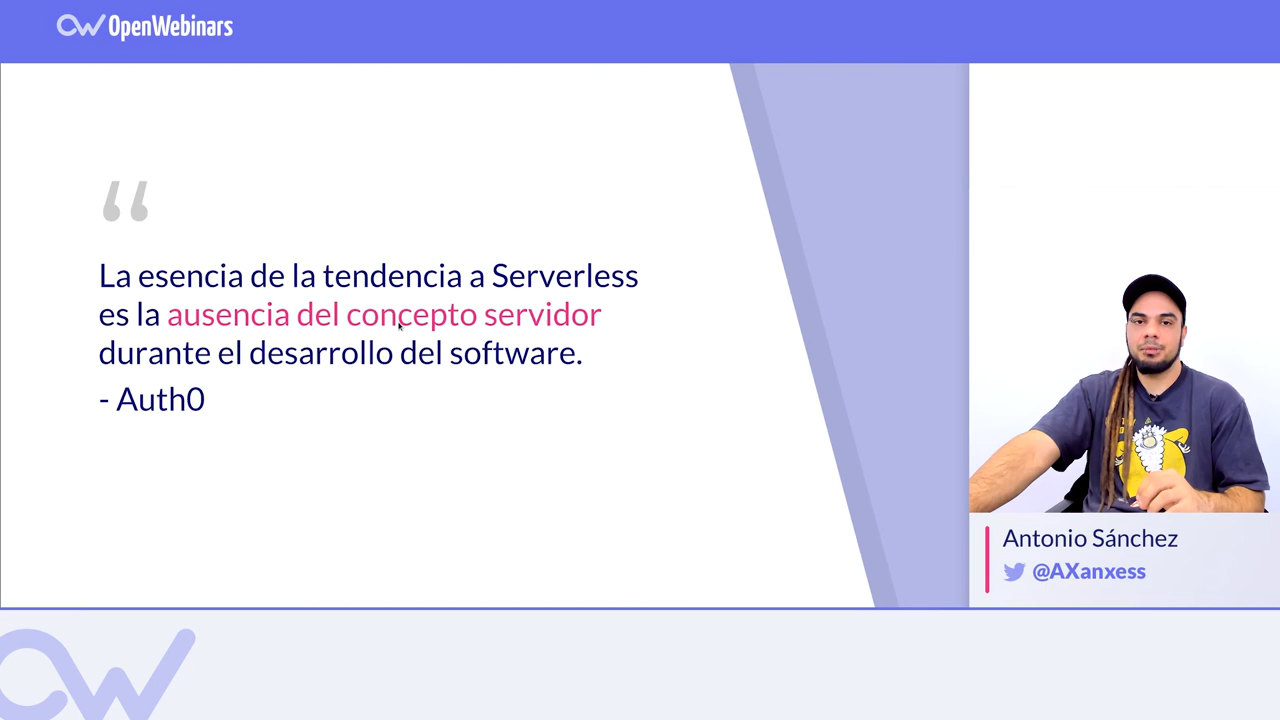 OpenWebinars
“
La esencia de la tendencia a Serverless
es la ausencia del concepto servidor
durante el desarrollo del software.
- Auth0
Antonio Sánchez
@AXanxess